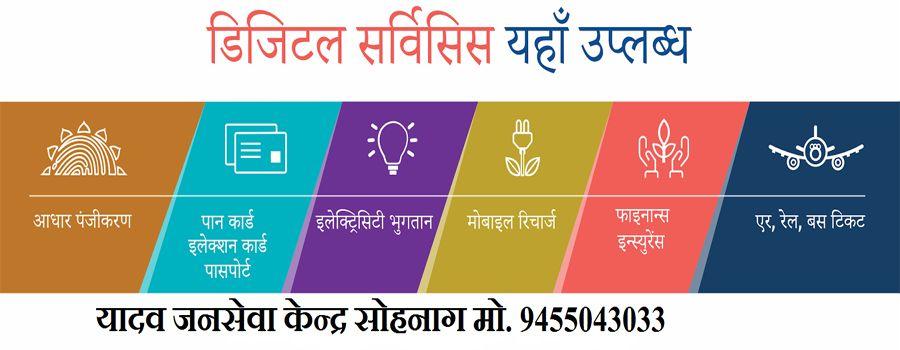 डिजिटल सर्विसिस यहाँ उप्लब्ध
आधार पंजीकरण
पान कार्ड
इलेक्शन कार्ड
पासपोर्ट
इलेक्ट्रिसिटी भुगतान
मोबाइल रिचार्ज
फाइनान्स
इन्स्युरेंस
एर, रेल, बस टिकट
यादव जनसेवा केन्द्र सोहनाग मो. 9455043033